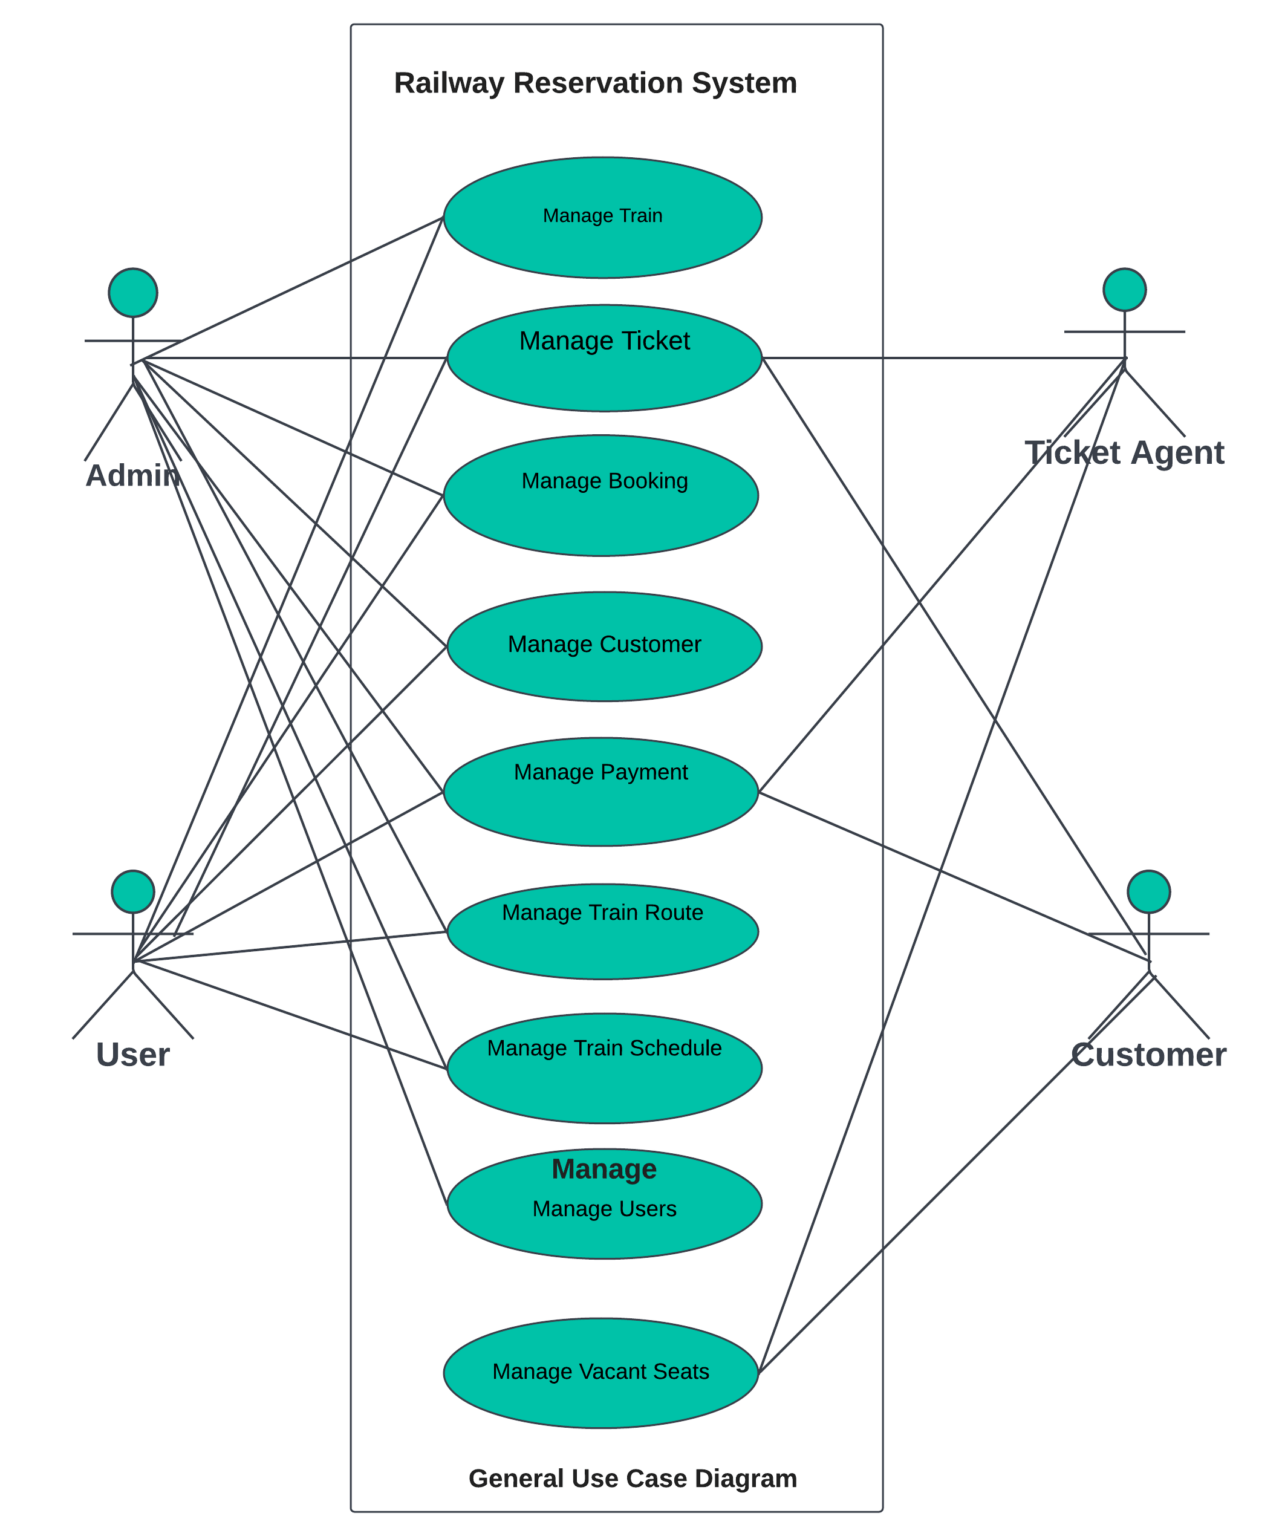 Railway Reservation System
Manage Train
Manage Ticket
Manage Booking
Admin
Ticket Agent
Manage Customer
Manage Payment
Manage Train Route
Manage Train Schedule
User
Customer
Manage
Manage Users
Manage Vacant Seats
General Use Case Diagram